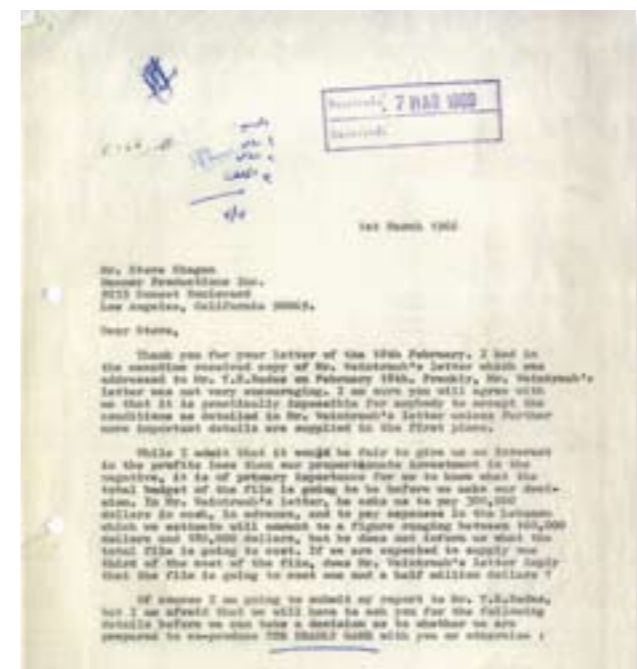 7 MAR
1st March
Mr. Steve Shagan
Banner Productions Inc.
Sunset Boulevard
Los Angeles, California
Dear Steve,
Thank you for your letter of the February. I had in
the meantime received copy of Mr. Weintraub's letter which was
addressed to Mr. on February Frankly, Mr. Weintraub's
letter was not very encouraging. I am sure you will agree with
me that it is practically impossible for anybody to accept the
conditions as detailed in Mr. Weintraub's letter unless further
more important details are supplied in the first place.
While I admit that it would be fair to give us an interest
in the profits less than our proportionate investment in the
negative, it is of primary importance for us to know what the
total budget of the film is going to be before we make our deci-
sion. In Mr. Weintraub's letter, he asks us to pay
dollars in cash, in advance, and to pay expenses in the Lebanon
which we estimate will amount to a figure ranging between
dollars and dollars, but he does not inform us what the
total film is going to cost. If we are expected to supply one
third of the cost of the film, does Mr. Weintraub's letter imply
that the film is going to cost one and a half million dollars ?
Of course I am going to submit my report to Mr.
but I am afraid that we will have to ask you for the following
details before we can take a decision as to whether we are
prepared to co-produce THE DEADLY GAME with you or otherwise :